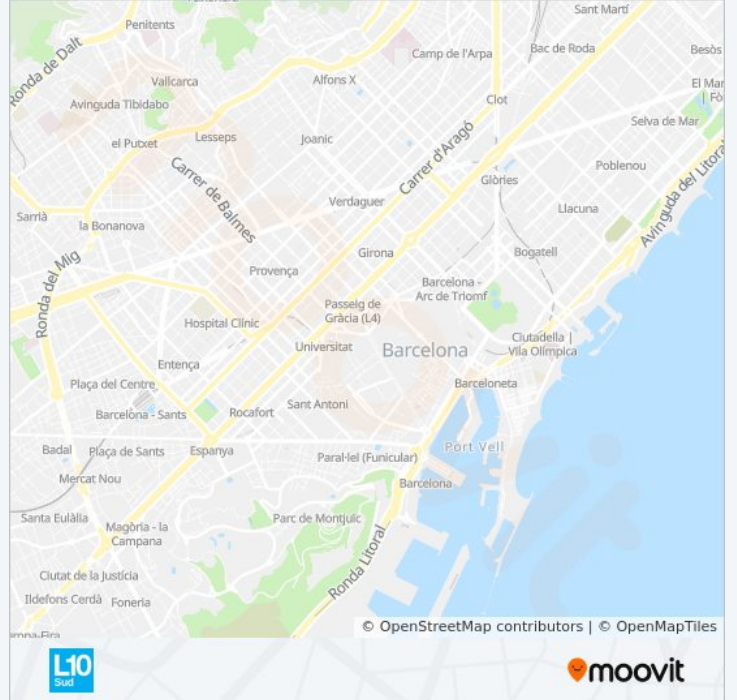 Sant Martí
Penitents
Bac de Roda
Ronda de Dalt
Camp de l'Arpa
Besòs
Vallcarca
Alfons X
El Mar
| Fò
Avinguda Tibidabo
Clot
Selva de Mar
el Putxet
Lesseps
Joanic
Carrer d'Aragó
Poblenou
Carrer de Balmes
Glòries
Avinguda del Litoral
Verdaguer
Llacuna
Sarrià
la Bonanova
Girona
Bogatell
Ronda del Mig
Provença
Barcelona -
Arc de Triomf
Passeig de
Gràcia (L4)
Hospital Clínic
Ciutadella |
Vila Olímpica
Universitat
Barcelona
Entença
Plaça del Centre
Barceloneta
Sant Antoni
Barcelona - Sants
Rocafort
Port Vell
Badal
Plaça de Sants
Espanya
Paral·lel (Funicular)
Mercat Nou
Barcelona
Santa Eulàlia
Parc de Montjuïc
Magòria - la
Campana
Ronda Litoral
Ciutat de la Justícia
Ildefons Cerdà
Foneria
© OpenStreetMap contributors | © OpenMapTiles
L10
Sud
moovit